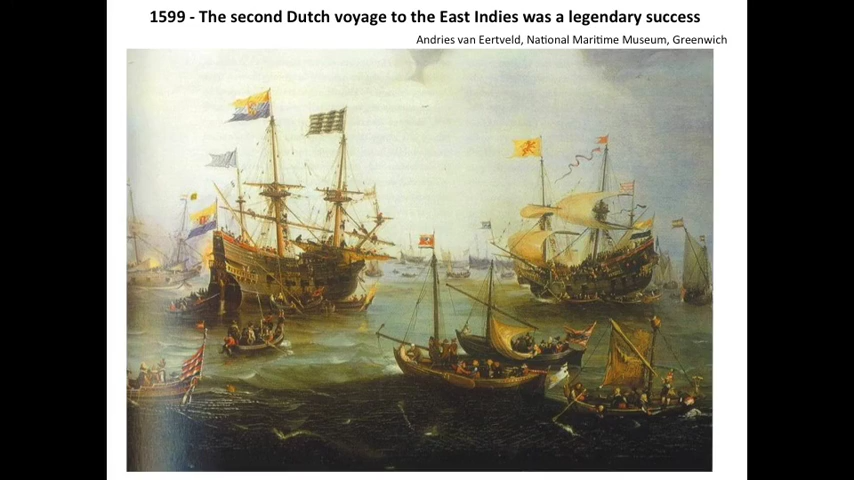 1599 - The second Dutch voyage to the East Indies was a legendary success
Andries van Eertveld, National Maritime Museum, Greenwich